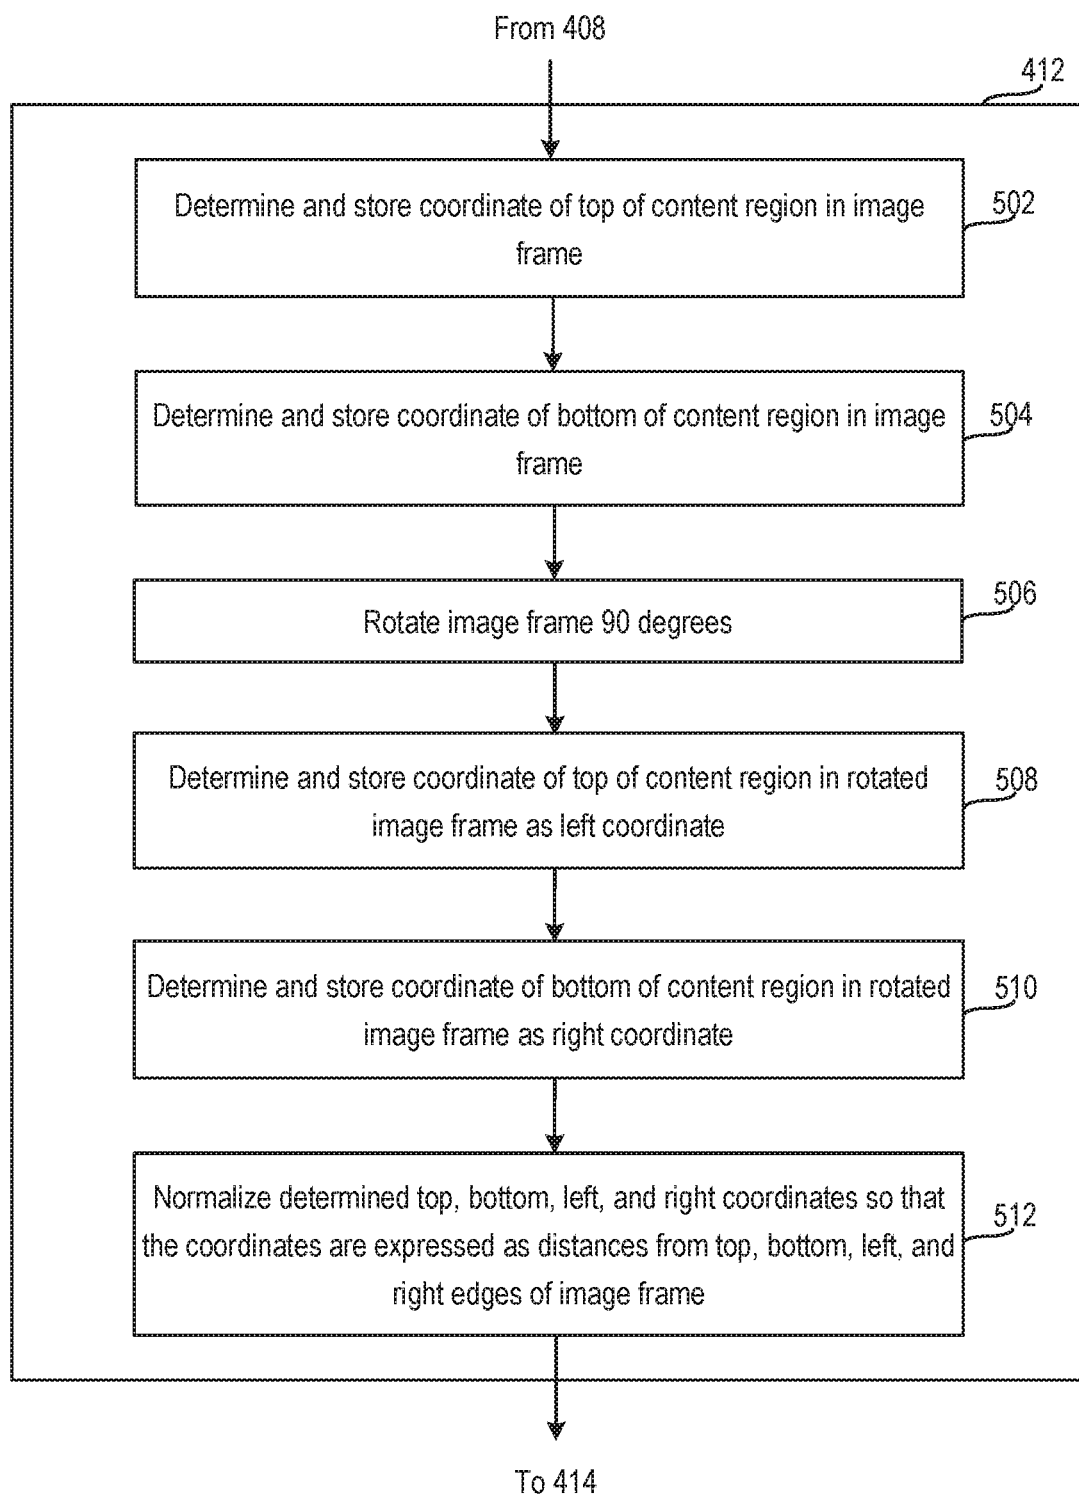 From 408
412
Determine and store coordinate of top of content region in image
frame
502
Determine and store coordinate of bottom of content region in image
frame
504
Rotate image frame 90 degrees
506
Determine and store coordinate of top of content region in rotated
image frame as left coordinate
508
Determine and store coordinate of bottom of content region in rotated
image frame as right coordinate
510
Normalize determined top, bottom, left, and right coordinates so that
the coordinates are expressed as distances from top, bottom, left, and
right edges of image frame
512
To 414